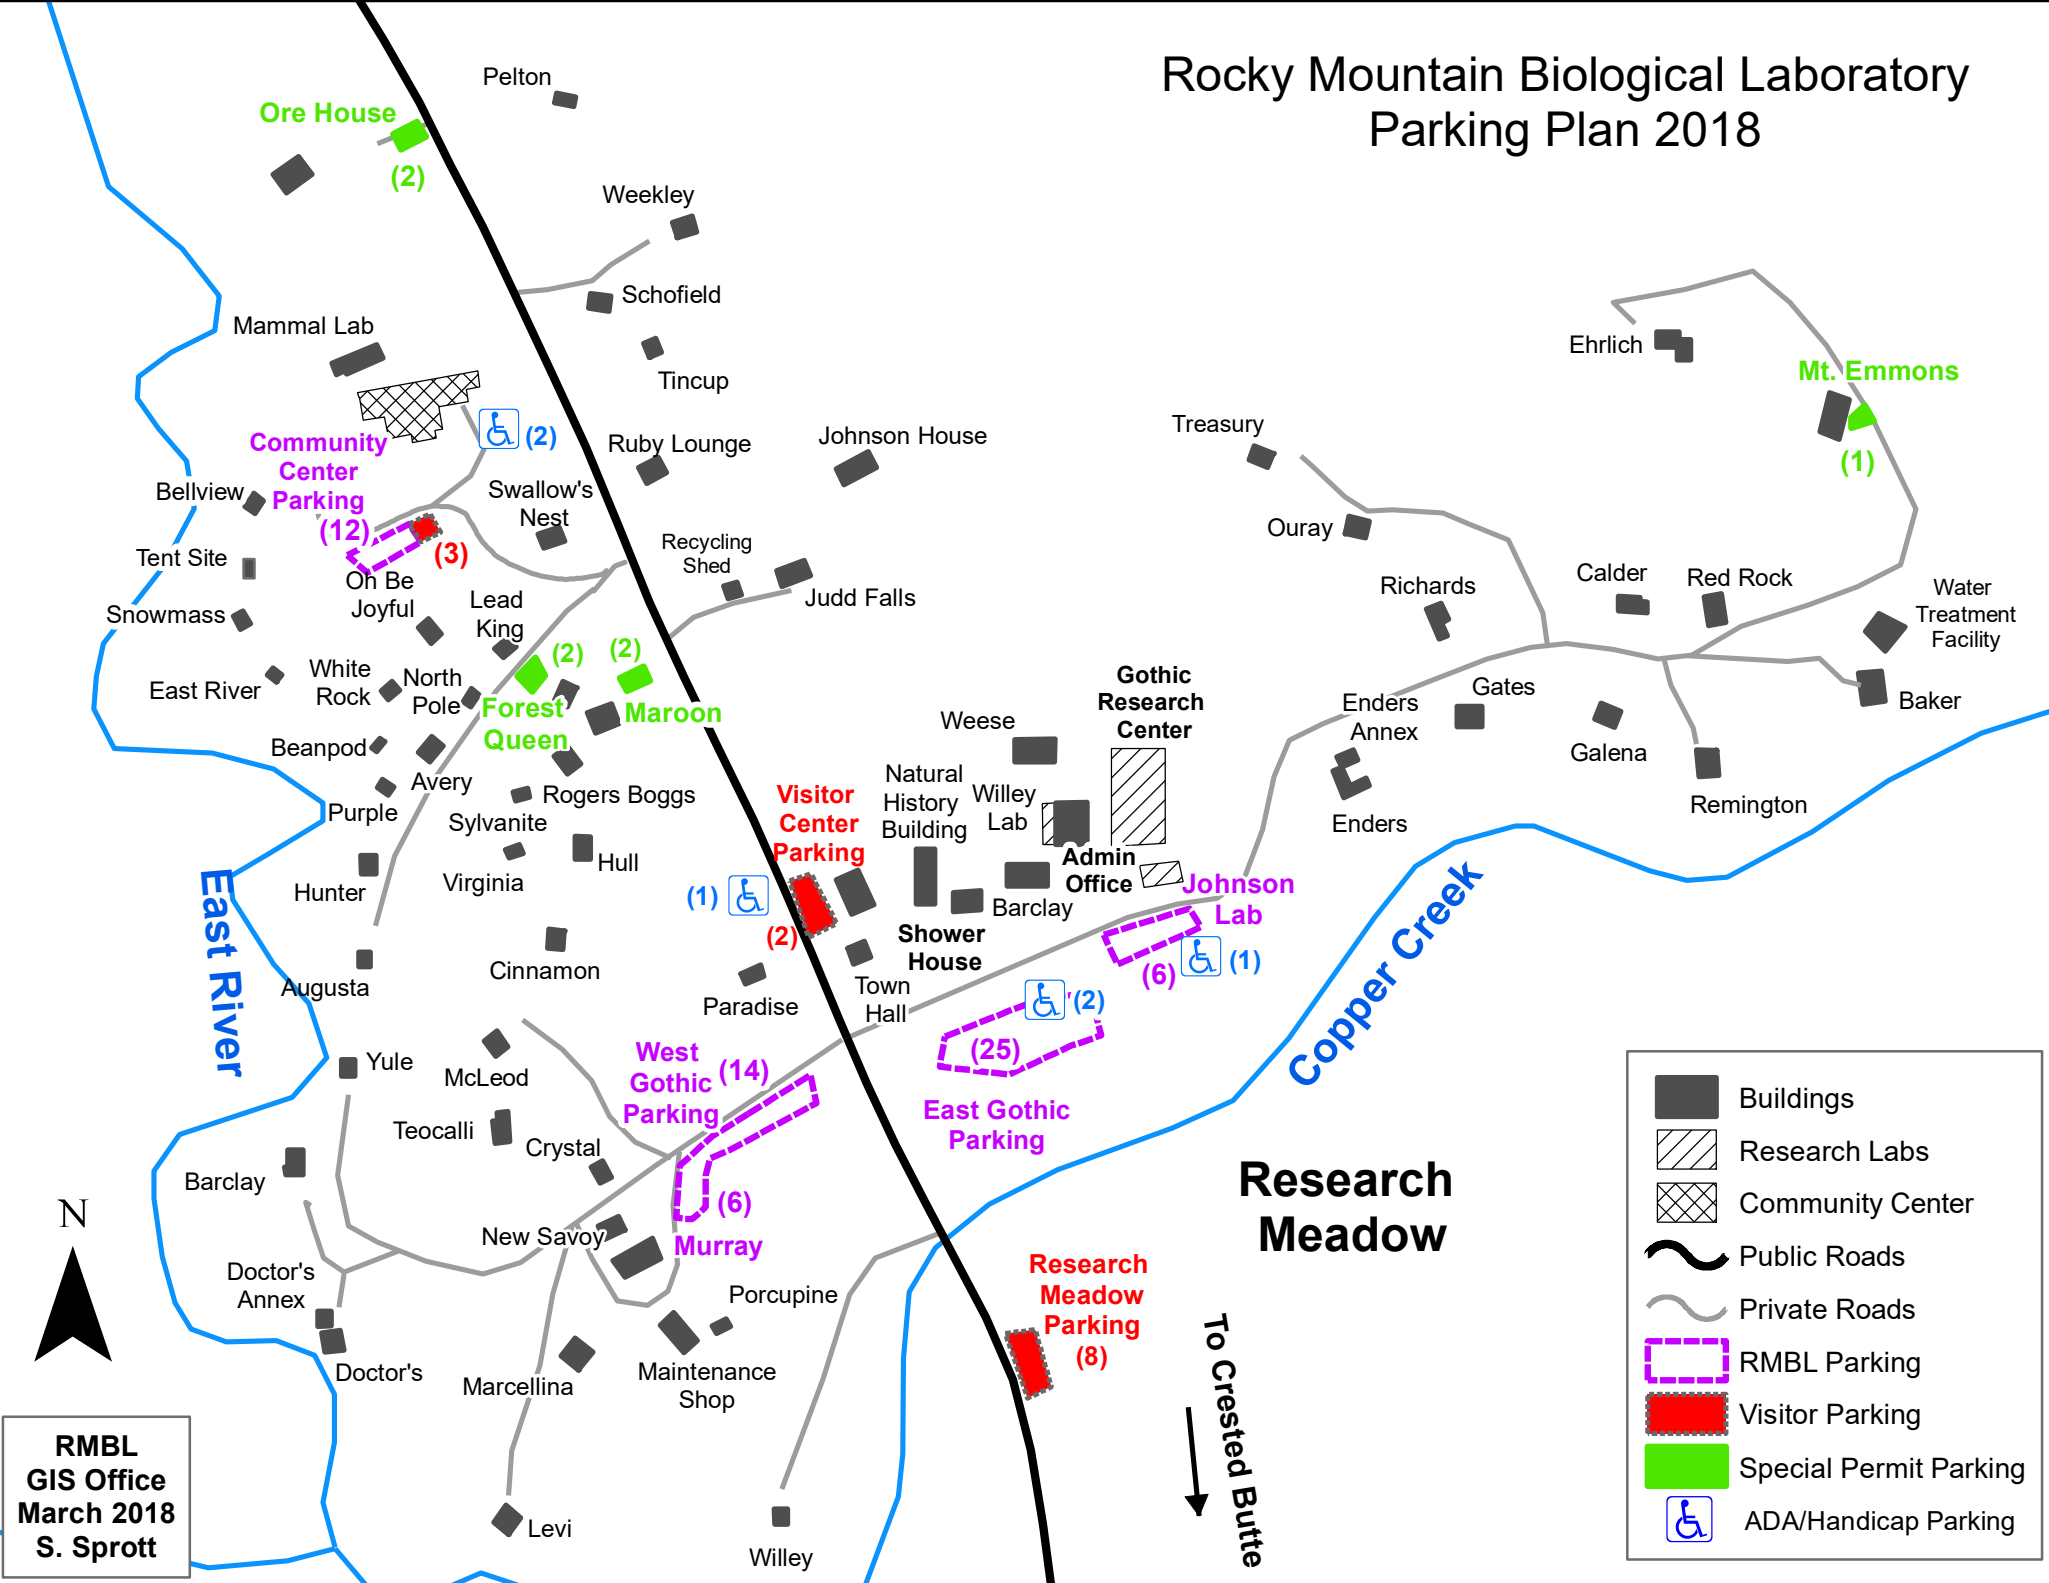 Rocky Mountain Biological Laboratory
Parking Plan 2018
Pelton
Ore House
(2)
Weekley
Schofield
Tincup
Mammal Lab
(2)
Community
Center
Parking
(12)
(3)
Ruby Lounge
Johnson House
Swallow's
Nest
Bellview
Tent Site
Snowmass
East River
Oh Be
Joyful
Lead
King
Recycling
Shed
Judd Falls
White
Rock
North
Pole
(2)
Forest
Queen
(2)
Maroon
Beanpod
Avery
Purple
Rogers Boggs
Sylvanite
Virginia
Hull
Hunter
Augusta
Cinnamon
East River
Ehrlich
Mt. Emmons
(1)
Treasury
Ouray
Richards
Calder
Red Rock
Water
Treatment
Facility
Baker
Enders
Annex
Gates
Galena
Remington
Enders
Gothic
Research
Center
Weese
Natural
History
Building
Willey
Lab
Admin
Office
Barclay
Shower
House
Johnson
Lab
(6)
(1)
Visitor
Center
Parking
(1)
(2)
Paradise
Town
Hall
(2)
(25)
East Gothic
Parking
Copper Creek
West
Gothic
Parking
(14)
(6)
Murray
Yule
McLeod
Teocalli
Crystal
Barclay
New Savoy
Doctor's
Annex
Doctor's
Porcupine
Maintenance
Shop
Marcellina
Levi
Willey
Research
Meadow
Research
Meadow
Parking
(8)
To Crested Butte
N
RMBL
GIS Office
March 2018
S. Sprott
Buildings
Research Labs
Community Center
Public Roads
Private Roads
RMBL Parking
Visitor Parking
Special Permit Parking
ADA/Handicap Parking